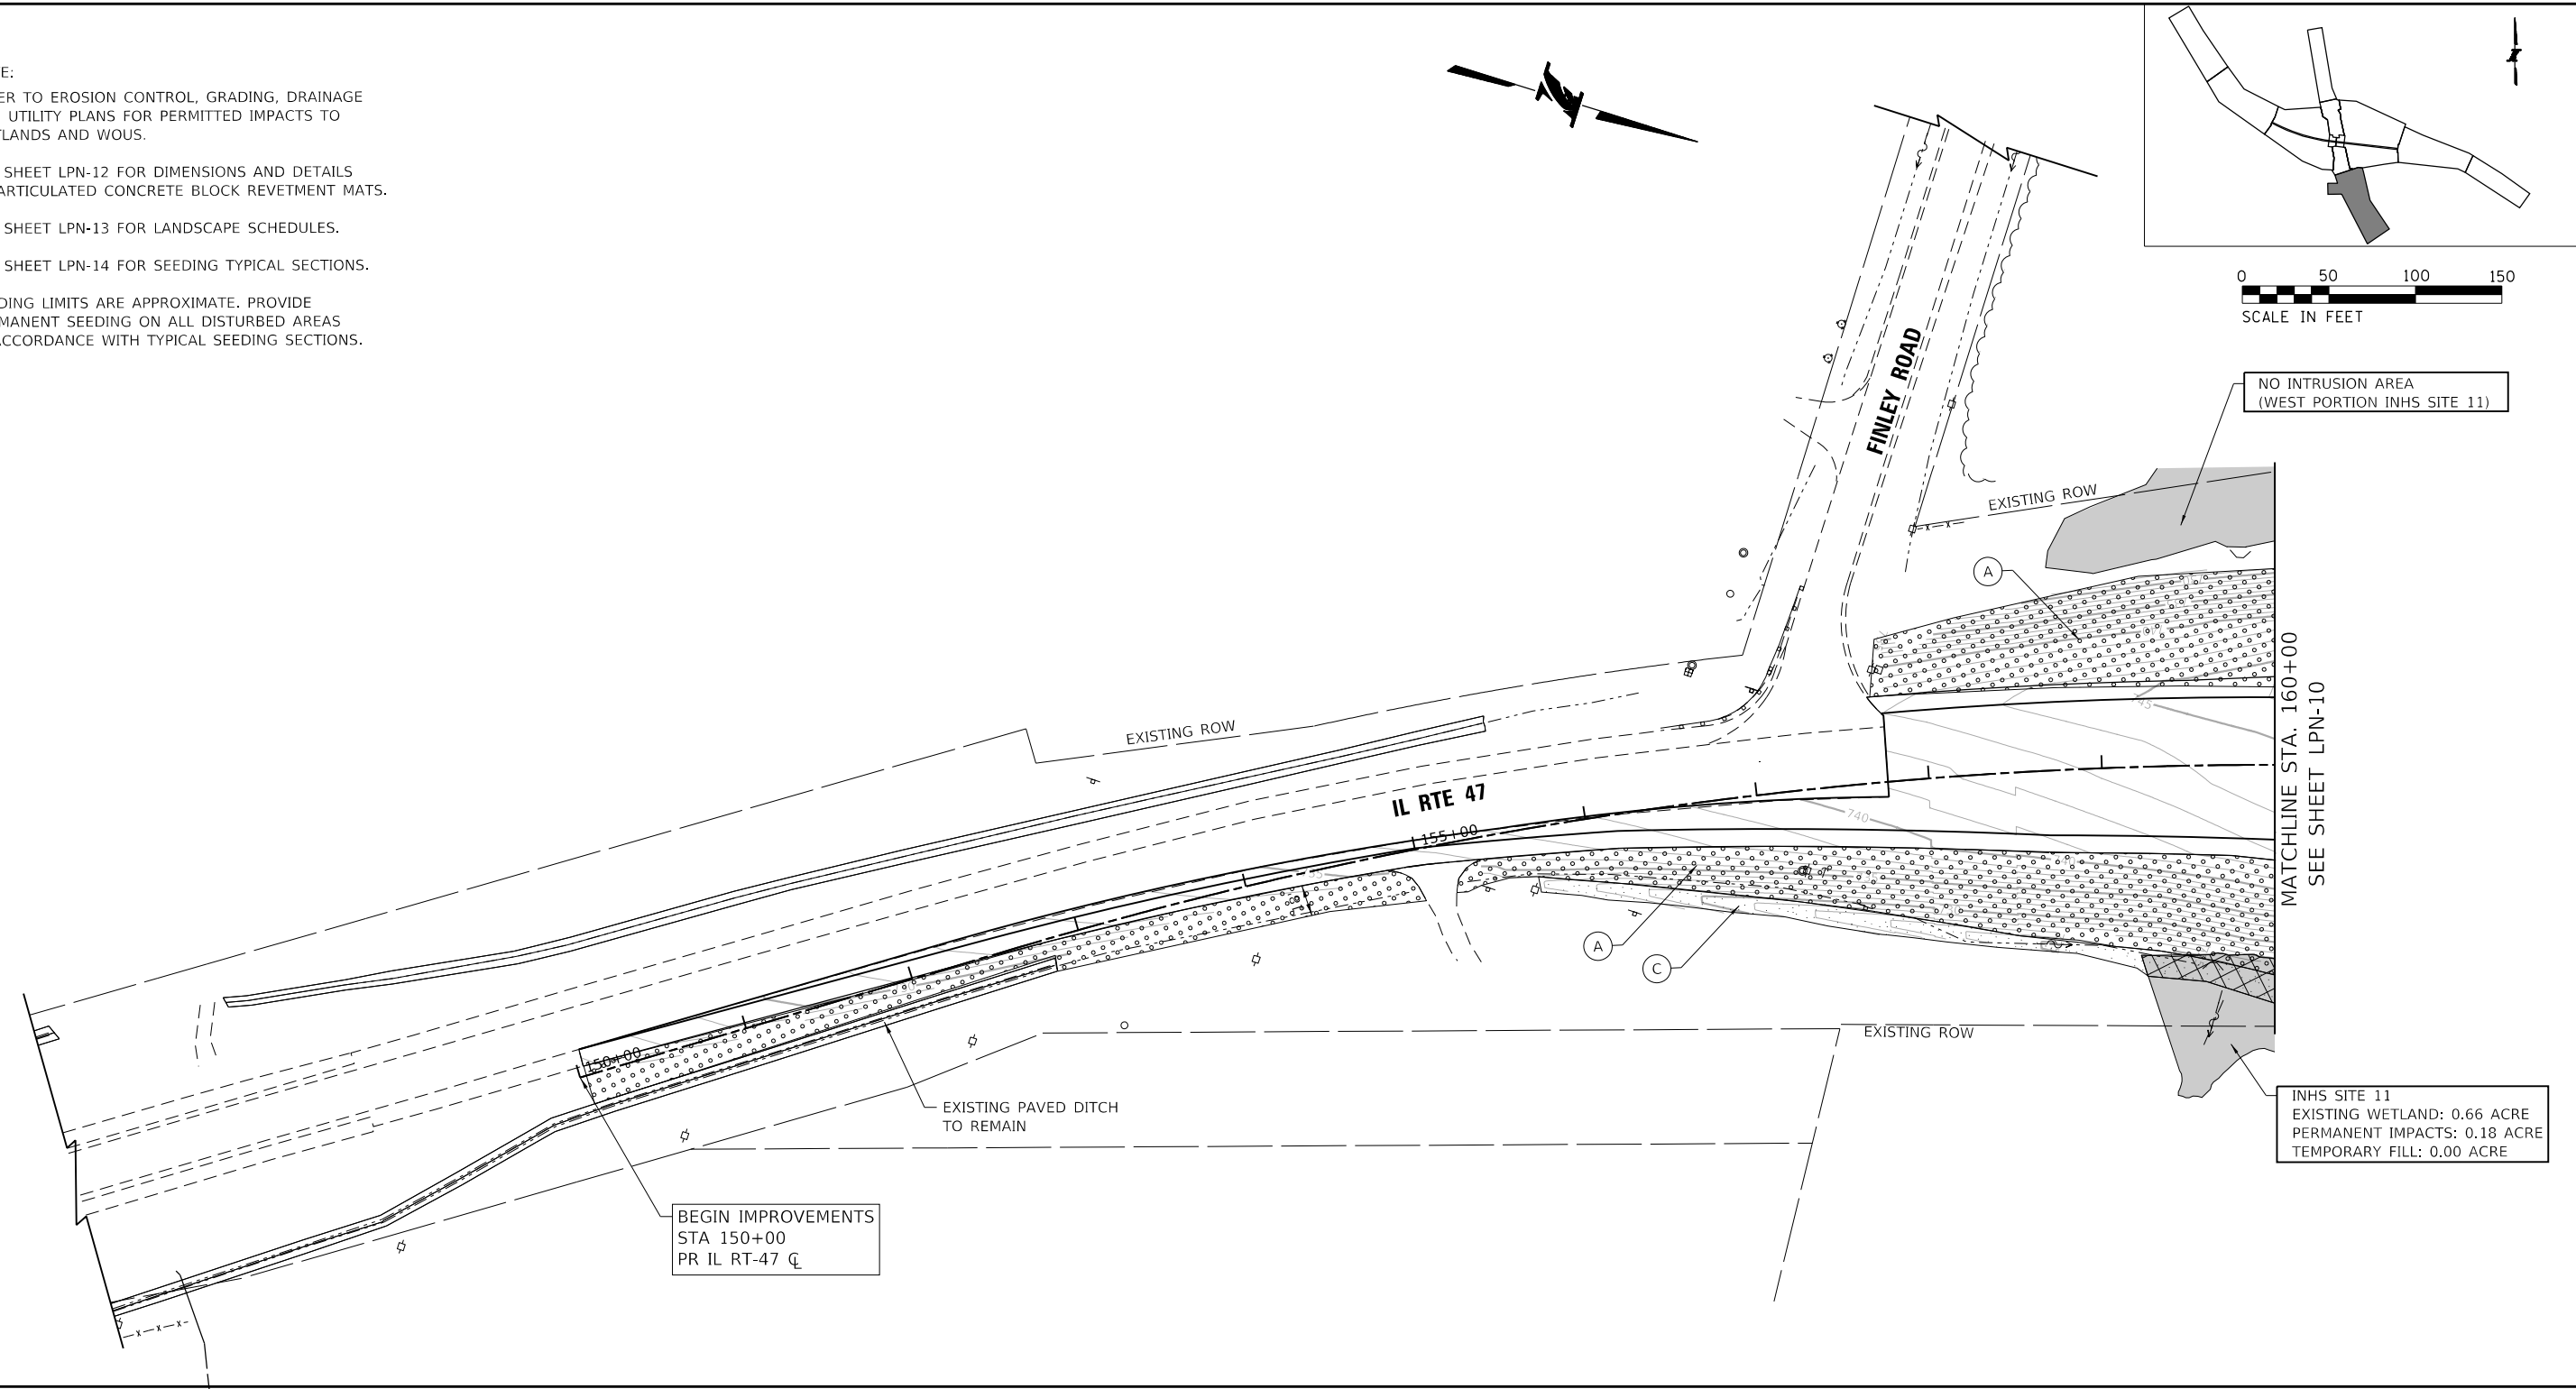 E:
ER TO EROSION CONTROL, GRADING, DRAINAGE
UTILITY PLANS FOR PERMITTED IMPACTS TO
TLANDS AND WOUS.
SHEET LPN-12 FOR DIMENSIONS AND DETAILS
ARTICULATED CONCRETE BLOCK REVETMENT MATS.
SHEET LPN-13 FOR LANDSCAPE SCHEDULES.
SHEET LPN-14 FOR SEEDING TYPICAL SECTIONS.
DING LIMITS ARE APPROXIMATE. PROVIDE
MANENT SEEDING ON ALL DISTURBED AREAS
ACCORDANCE WITH TYPICAL SEEDING SECTIONS.
0 50 100 150
SCALE IN FEET
FINLEY ROAD
NO INTRUSION AREA
(WEST PORTION INHS SITE 11)
EXISTING ROW
A
MATCHLINE STA. 160+00
SEE SHEET LPN-10
745
EXISTING ROW
IL RTE 47
155+00
740
A
C
150+00
EXISTING ROW
EXISTING PAVED DITCH
TO REMAIN
INHS SITE 11
EXISTING WETLAND: 0.66 ACRE
PERMANENT IMPACTS: 0.18 ACRE
TEMPORARY FILL: 0.00 ACRE
BEGIN IMPROVEMENTS
STA 150+00
PR IL RT-47 ℄